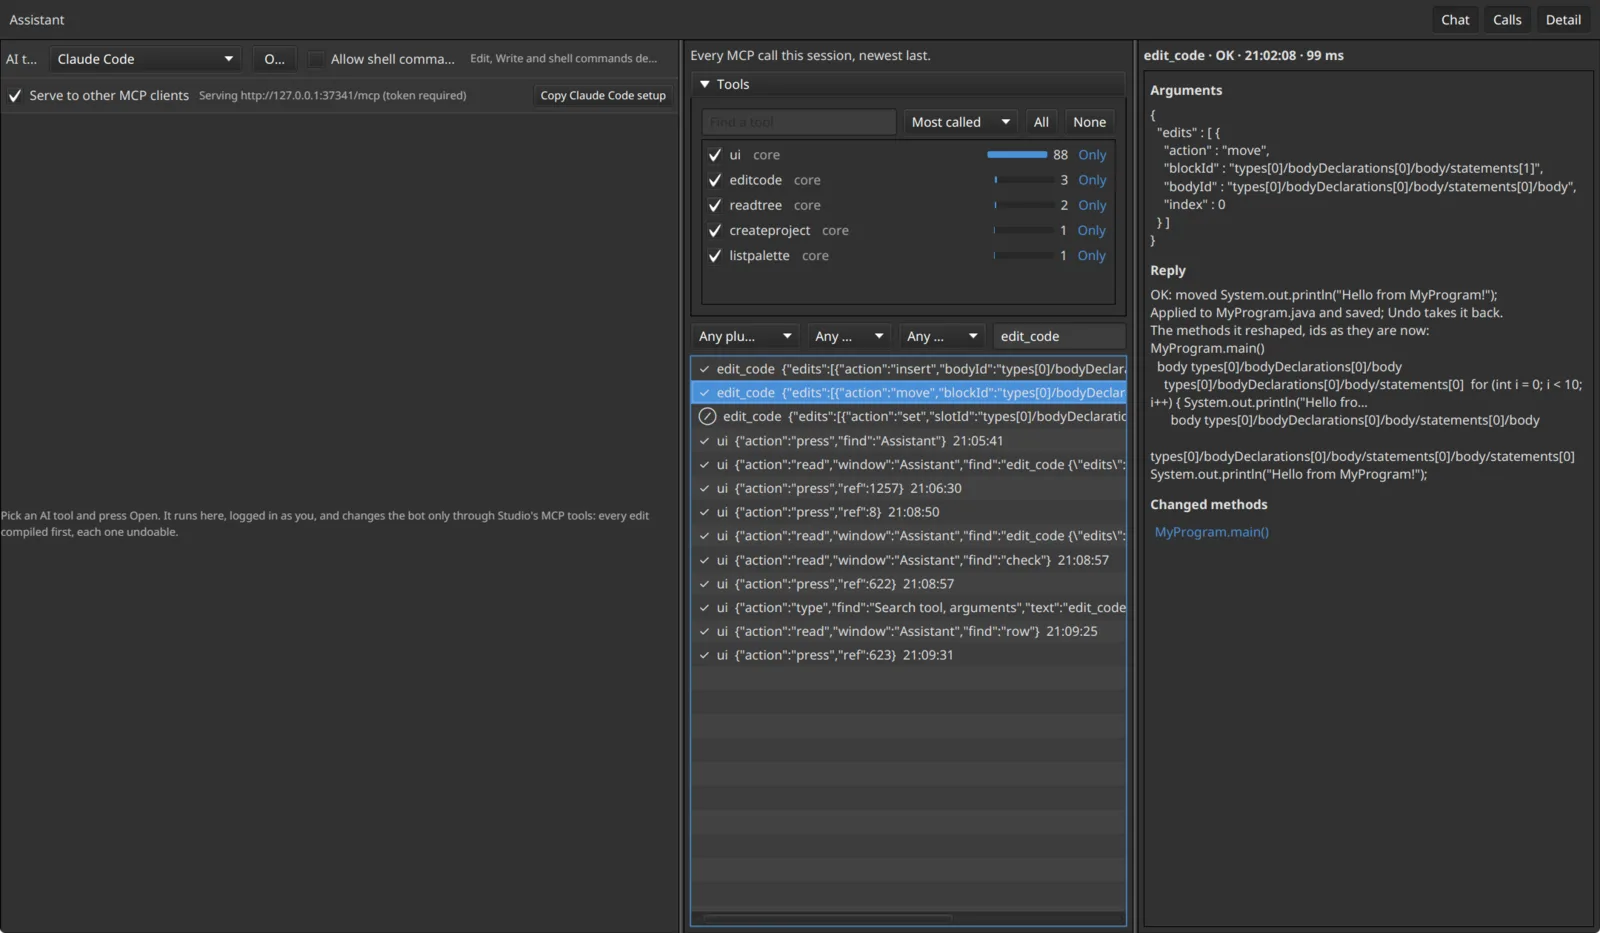 Assistant
Chat Calls Detail
AI t... Claude Code O... Allow shell comma... Edit, Write and shell commands de...
Serve to other MCP clients Serving http://127.0.0.1:37341/mcp (token required) Copy Claude Code setup
Pick an AI tool and press Open. It runs here, logged in as you, and changes the bot only through Studio's MCP tools: every edit
compiled first, each one undoable.
Every MCP call this session, newest last.
Tools
Find a tool Most called All None
ui core 88 Only
editcode core 3 Only
readtree core 2 Only
createproject core 1 Only
listpalette core 1 Only
Any plu... Any ... Any ... edit_code
edit_code {"edits":[{"action":"insert","bodyId":"types[0]/bodyDeclar
edit_code {"edits":[{"action":"move","blockId":"types[0]/bodyDeclar
edit_code {"edits":[{"action":"set","slotId":"types[0]/bodyDeclaratio
ui {"action":"press","find":"Assistant"} 21:05:41
ui {"action":"read","window":"Assistant","find":"edit_code {\"edits\":
ui {"action":"press","ref":1257} 21:06:30
ui {"action":"press","ref":8} 21:08:50
ui {"action":"read","window":"Assistant","find":"edit_code {\"edits\":
ui {"action":"read","window":"Assistant","find":"check"} 21:08:57
ui {"action":"press","ref":622} 21:08:57
ui {"action":"type","find":"Search tool, arguments","text":"edit_code
ui {"action":"read","window":"Assistant","find":"row"} 21:09:25
ui {"action":"press","ref":623} 21:09:31
edit_code · OK · 21:02:08 · 99 ms
Arguments
{
"edits" : [ {
"action" : "move",
"blockId" : "types[0]/bodyDeclarations[0]/body/statements[1]",
"bodyId" : "types[0]/bodyDeclarations[0]/body/statements[0]/body",
"index" : 0
} ]
}
Reply
OK: moved System.out.println("Hello from MyProgram!");
Applied to MyProgram.java and saved; Undo takes it back.
The methods it reshaped, ids as they are now:
MyProgram.main()
body types[0]/bodyDeclarations[0]/body
types[0]/bodyDeclarations[0]/body/statements[0] for (int i = 0; i < 10;
i++) { System.out.println("Hello fro...
body types[0]/bodyDeclarations[0]/body/statements[0]/body
types[0]/bodyDeclarations[0]/body/statements[0]/body/statements[0]
System.out.println("Hello from MyProgram!");
Changed methods
MyProgram.main()